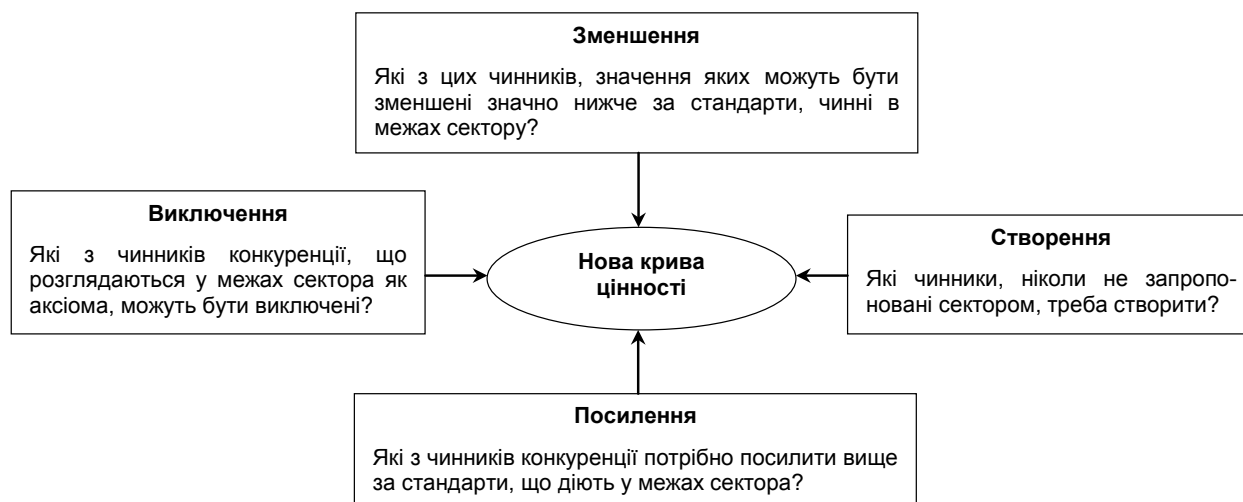 Зменшення
Які з цих чинників, значення яких можуть бути
зменшені значно нижче за стандарти, чинні в
межах сектору?
Виключення
Які з чинників конкуренції, що
розглядаються у межах сектора як
аксіома, можуть бути виключені?
Нова крива
цінності
Створення
Які чинники, ніколи не запропо-
новані сектором, треба створити?
Посилення
Які з чинників конкуренції потрібно посилити вище
за стандарти, що діють у межах сектора?